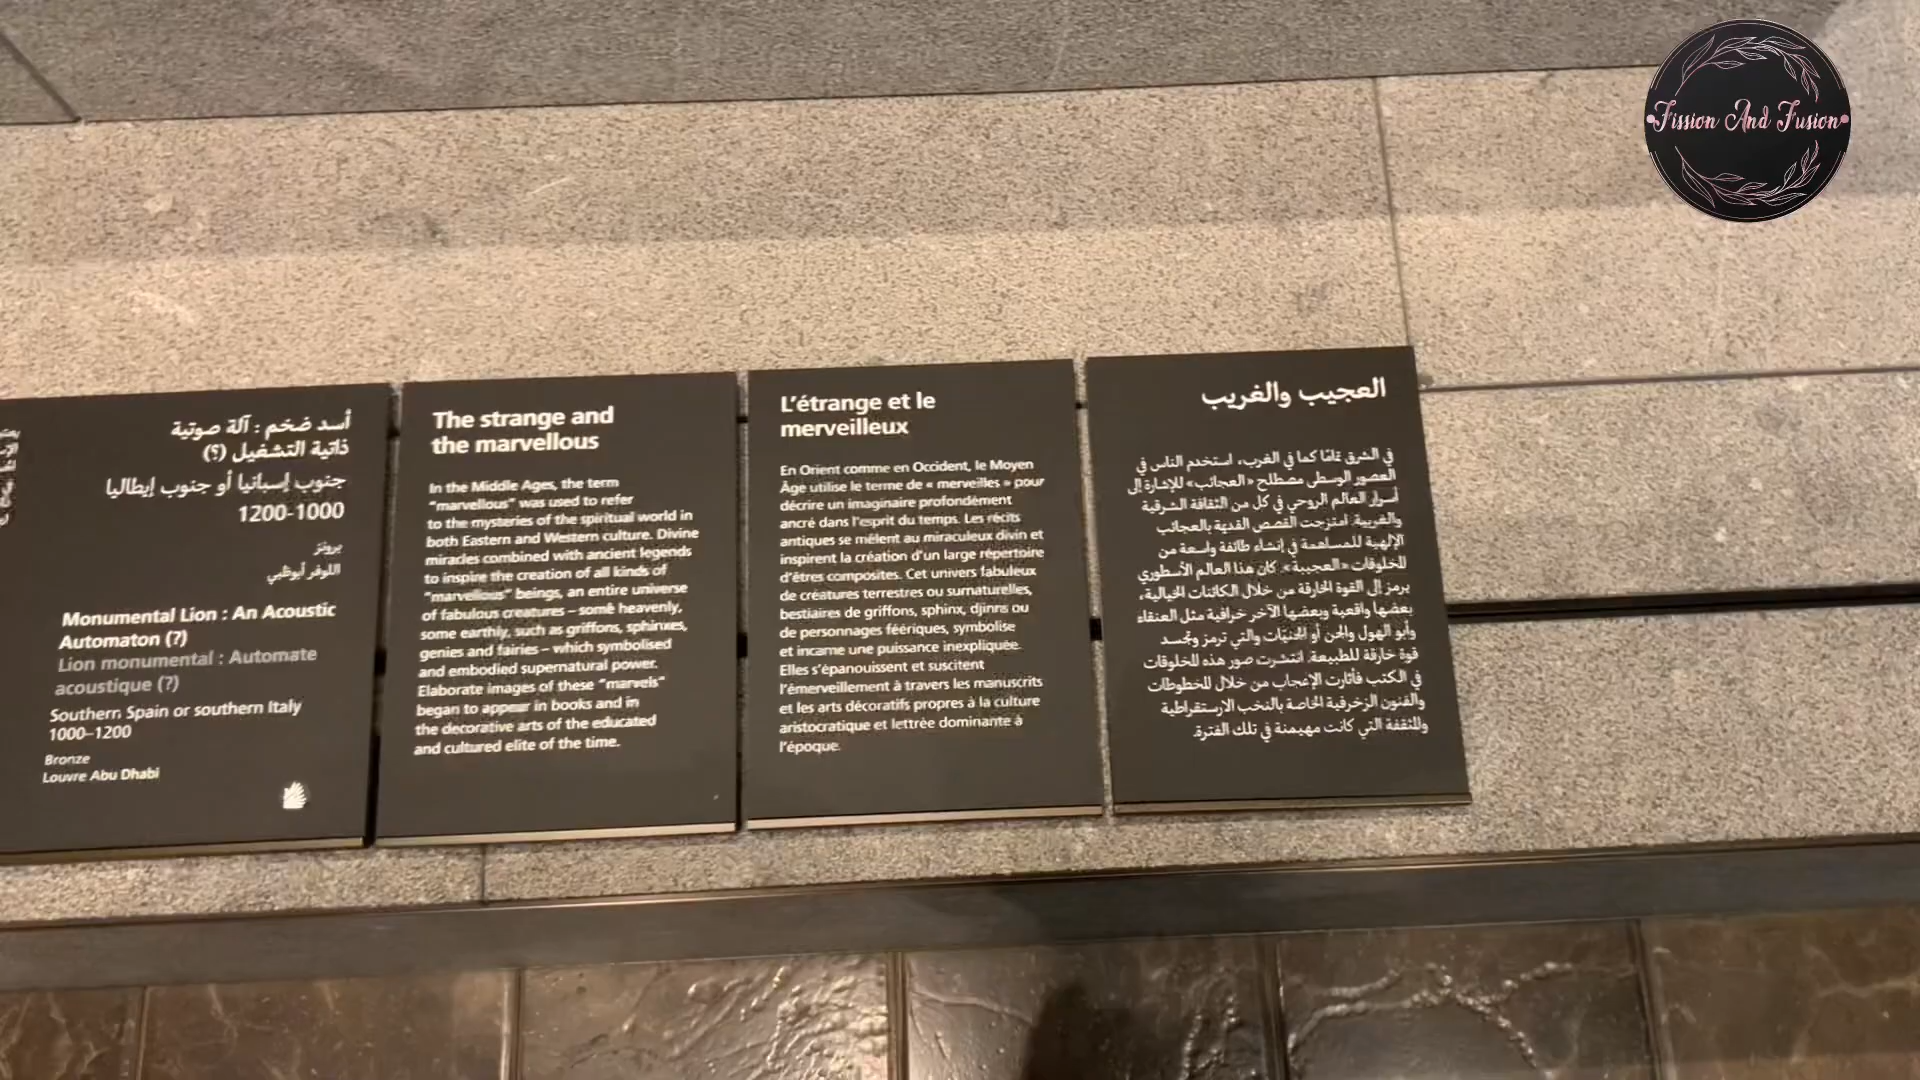 Fission And Fusion
أسد ضخم : آلة صوتية
ذاتية التشغيل (؟)
جنوب إسبانيا أو جنوب إيطاليا
1200-1000
برونز
اللوفر أبوظبي
Monumental Lion : An Acoustic
Automaton (?)
Lion monumental : Automate
acoustique (?)
Southern Spain or southern Italy
1000–1200
Bronze
Louvre Abu Dhabi
The strange and
the marvellous
In the Middle Ages, the term
"marvellous" was used to refer
to the mysteries of the spiritual world in
both Eastern and Western culture. Divine
miracles combined with ancient legends
to inspire the creation of all kinds of
"marvellous" beings, an entire universe
of fabulous creatures – some heavenly,
some earthly, such as griffons, sphinxes,
genies and fairies – which symbolised
and embodied supernatural power.
Elaborate images of these "marvels"
began to appear in books and in
the decorative arts of the educated
and cultured elite of the time.
L'étrange et le
merveilleux
En Orient comme en Occident, le Moyen
Âge utilise le terme de « merveilles » pour
décrire un imaginaire profondément
ancré dans l'esprit du temps. Les récits
antiques se mêlent au miraculeux divin et
inspirent la création d'un large répertoire
d'êtres composites. Cet univers fabuleux
de créatures terrestres ou surnaturelles,
bestiaires de griffons, sphinx, djinns ou
de personnages féériques, symbolise
et incarne une puissance inexpliquée.
Elles s'épanouissent et suscitent
l'émerveillement à travers les manuscrits
et les arts décoratifs propres à la culture
aristocratique et lettrée dominante à
l'époque.
العجيب والغريب
في الشرق تمامًا كما في الغرب، استخدم الناس في
العصور الوسطى مصطلح «العجائب» للإشارة إلى
أسرار العالم الروحي في كل من الثقافة الشرقية
والغربية. امتزجت القصص القديمة بالعجائب
الإلهية للمساهمة في إنشاء طائفة واسعة من
المخلوقات «العجيبة». كان هذا العالم الأسطوري
يرمز إلى القوة الخارقة من خلال الكائنات الخيالية،
بعضها واقعية وبعضها الآخر خرافية مثل العنقاء
وأبو الهول والجن أو الجنيّات والتي ترمز وتجسد
قوة خارقة للطبيعة. انتشرت صور هذه المخلوقات
في الكتب فأثارت الإعجاب من خلال المخطوطات
والفنون الزخرفية الخاصة بالنخب الارستقراطية
والمثقفة التي كانت مهيمنة في تلك الفترة.